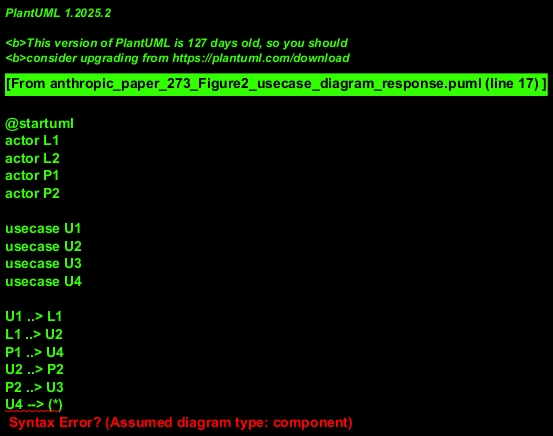 PlantUML 1.2025.2
<b>This version of PlantUML is 127 days old, so you should
<b>consider upgrading from https://plantuml.com/download
[From anthropic_paper_273_Figure2_usecase_diagram_response.puml (line 17) ]
@startuml
actor L1
actor L2
actor P1
actor P2
usecase U1
usecase U2
usecase U3
usecase U4
U1 ..> L1
L1 ..> U2
P1 ..> U4
U2 ..> P2
P2 ..> U3
U4 --> (*)
Syntax Error? (Assumed diagram type: component)